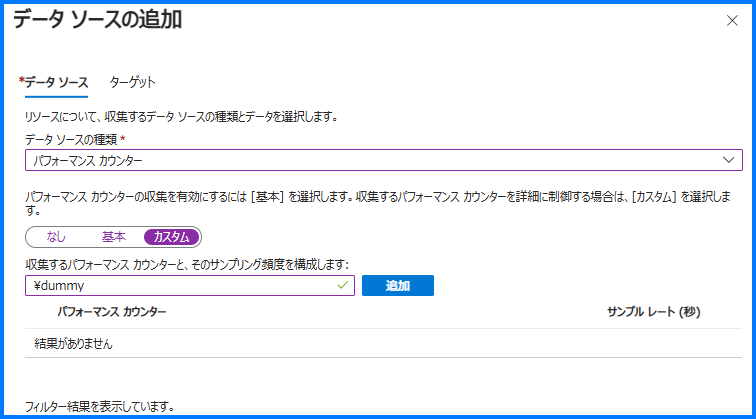 データ ソースの追加
*データ ソース ターゲット
リソースについて、収集するデータ ソースの種類とデータを選択します。
データ ソースの種類 *
パフォーマンス カウンター
パフォーマンス カウンターの収集を有効にするには [基本] を選択します。収集するパフォーマンス カウンターを詳細に制御する場合は、[カスタム] を選択しま
す。
なし 基本 カスタム
収集するパフォーマンス カウンターと、そのサンプリング頻度を構成します:
¥dummy 追加
パフォーマンス カウンター サンプル レート (秒)
結果がありません
フィルター結果を表示しています。